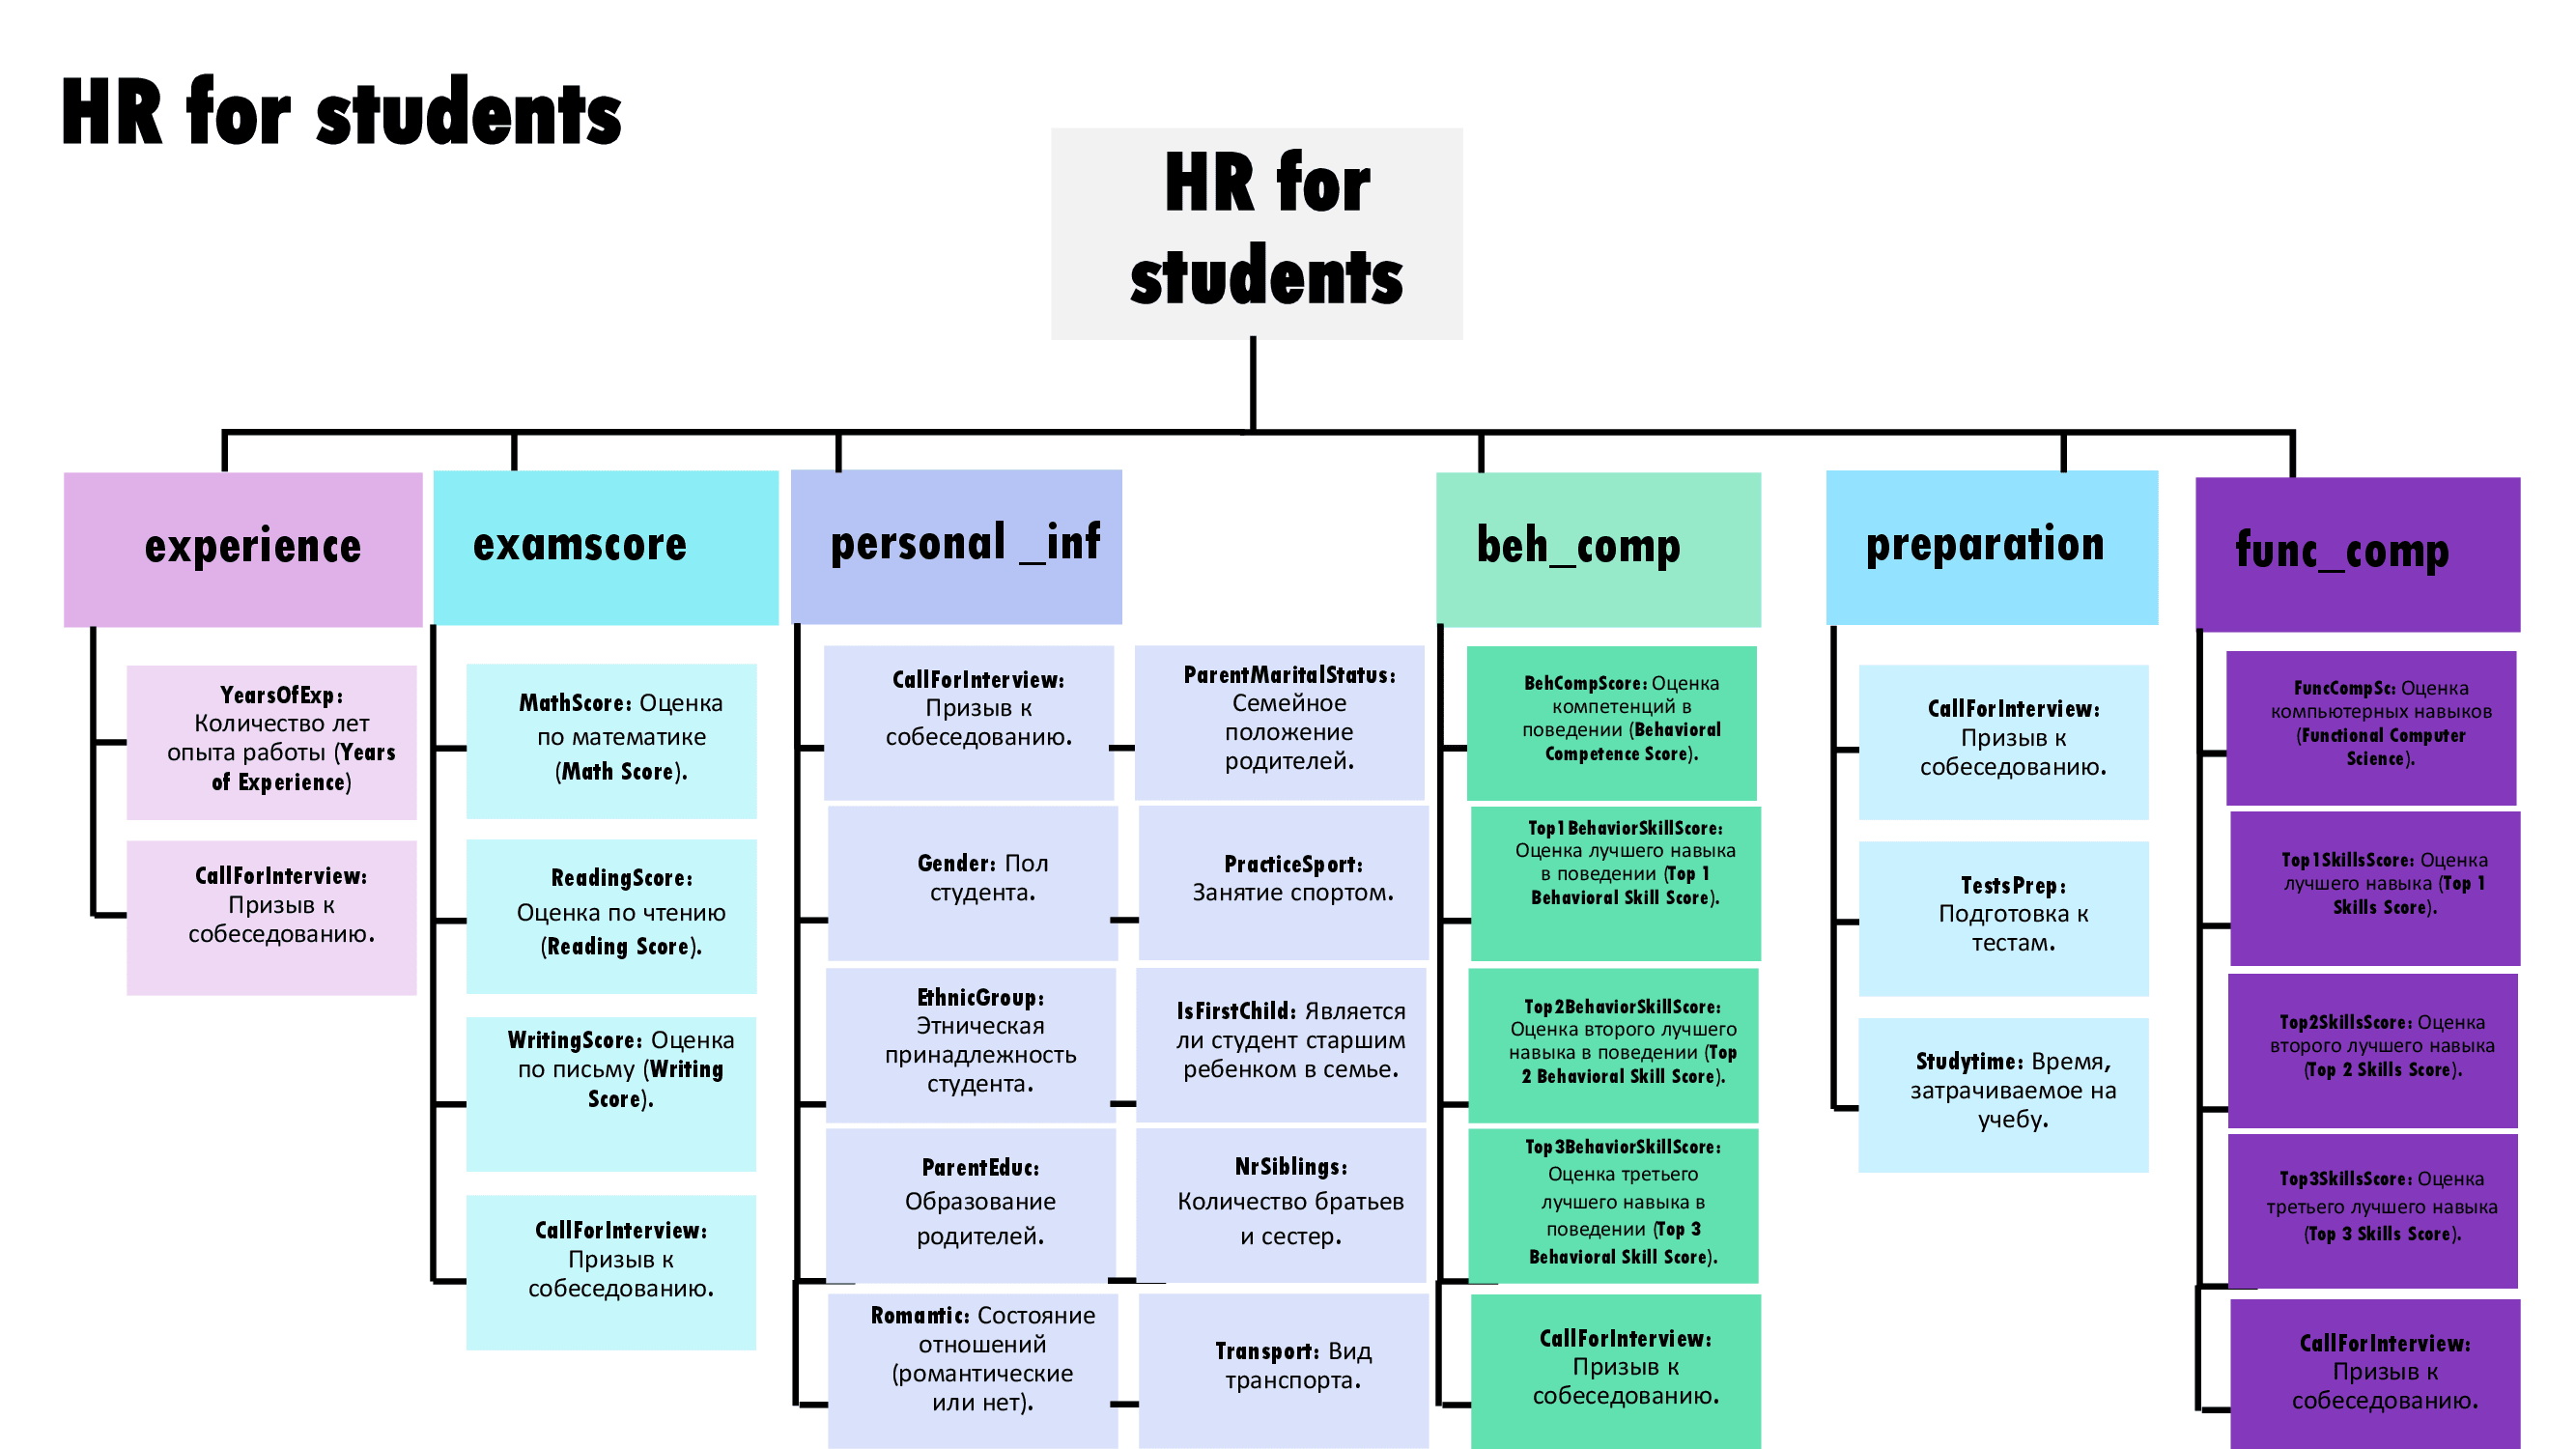 HR for students
HR for
students
experience
YearsOfExp:
Количество лет
опыта работы (Years
of Experience)
CallForInterview:
Призыв к
собеседованию.
examscore
MathScore: Оценка
по математике
(Math Score).
ReadingScore:
Оценка по чтению
(Reading Score).
WritingScore: Оценка
по письму (Writing
Score).
CallForInterview:
Призыв к
собеседованию.
personal _inf
CallForInterview:
Призыв к
собеседованию.
Gender: Пол
студента.
EthnicGroup:
Этническая
принадлежность
студента.
ParentEduc:
Образование
родителей.
Romantic: Состояние
отношений
(романтические
или нет).
ParentMaritalStatus:
Семейное
положение
родителей.
PracticeSport:
Занятие спортом.
IsFirstChild: Является
ли студент старшим
ребенком в семье.
NrSiblings:
Количество братьев
и сестер.
Transport: Вид
транспорта.
beh_comp
BehCompScore: Оценка
компетенций в
поведении (Behavioral
Competence Score).
Top1BehaviorSkillScore:
Оценка лучшего навыка
в поведении (Top 1
Behavioral Skill Score).
Top2BehaviorSkillScore:
Оценка второго лучшего
навыка в поведении (Top
2 Behavioral Skill Score).
Top3BehaviorSkillScore:
Оценка третьего
лучшего навыка в
поведении (Top 3
Behavioral Skill Score).
CallForInterview:
Призыв к
собеседованию.
preparation
CallForInterview:
Призыв к
собеседованию.
TestsPrep:
Подготовка к
тестам.
Studytime: Время,
затрачиваемое на
учебу.
func_comp
FuncCompSc: Оценка
компьютерных навыков
(Functional Computer
Science).
Top1SkillsScore: Оценка
лучшего навыка (Top 1
Skills Score).
Top2SkillsScore: Оценка
второго лучшего навыка
(Top 2 Skills Score).
Top3SkillsScore: Оценка
третьего лучшего навыка
(Top 3 Skills Score).
CallForInterview:
Призыв к
собеседованию.